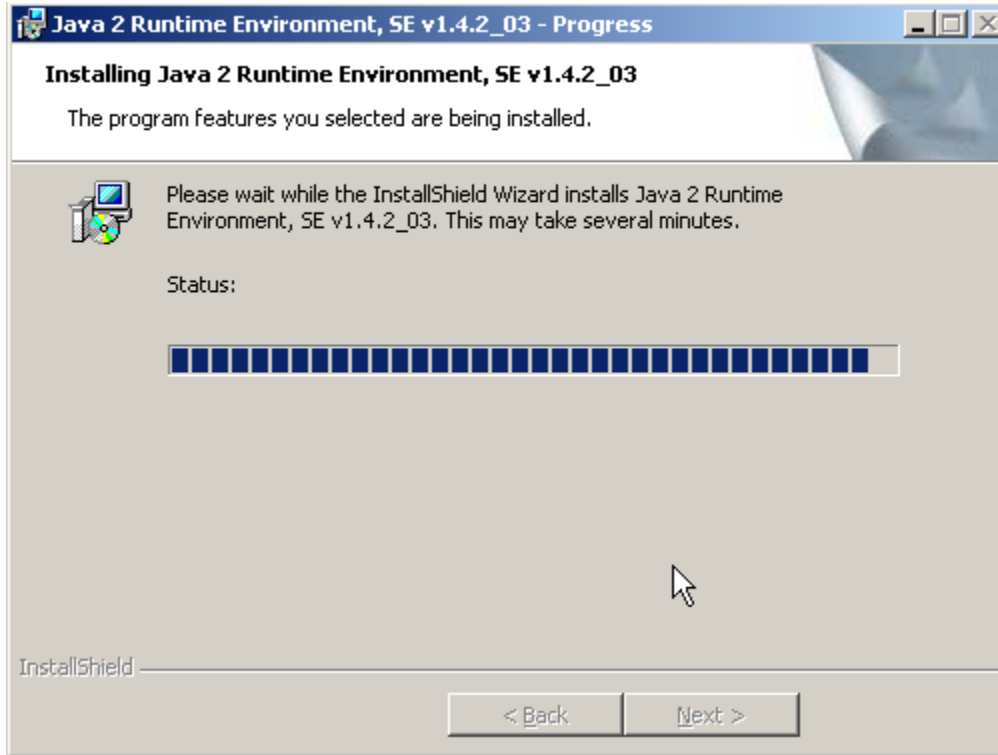 Java 2 Runtime Environment, SE v1.4.2_03 - Progress
Installing Java 2 Runtime Environment, SE v1.4.2_03
The program features you selected are being installed.
Please wait while the InstallShield Wizard installs Java 2 Runtime
Environment, SE v1.4.2_03. This may take several minutes.
Status:
InstallShield
< Back
Next >